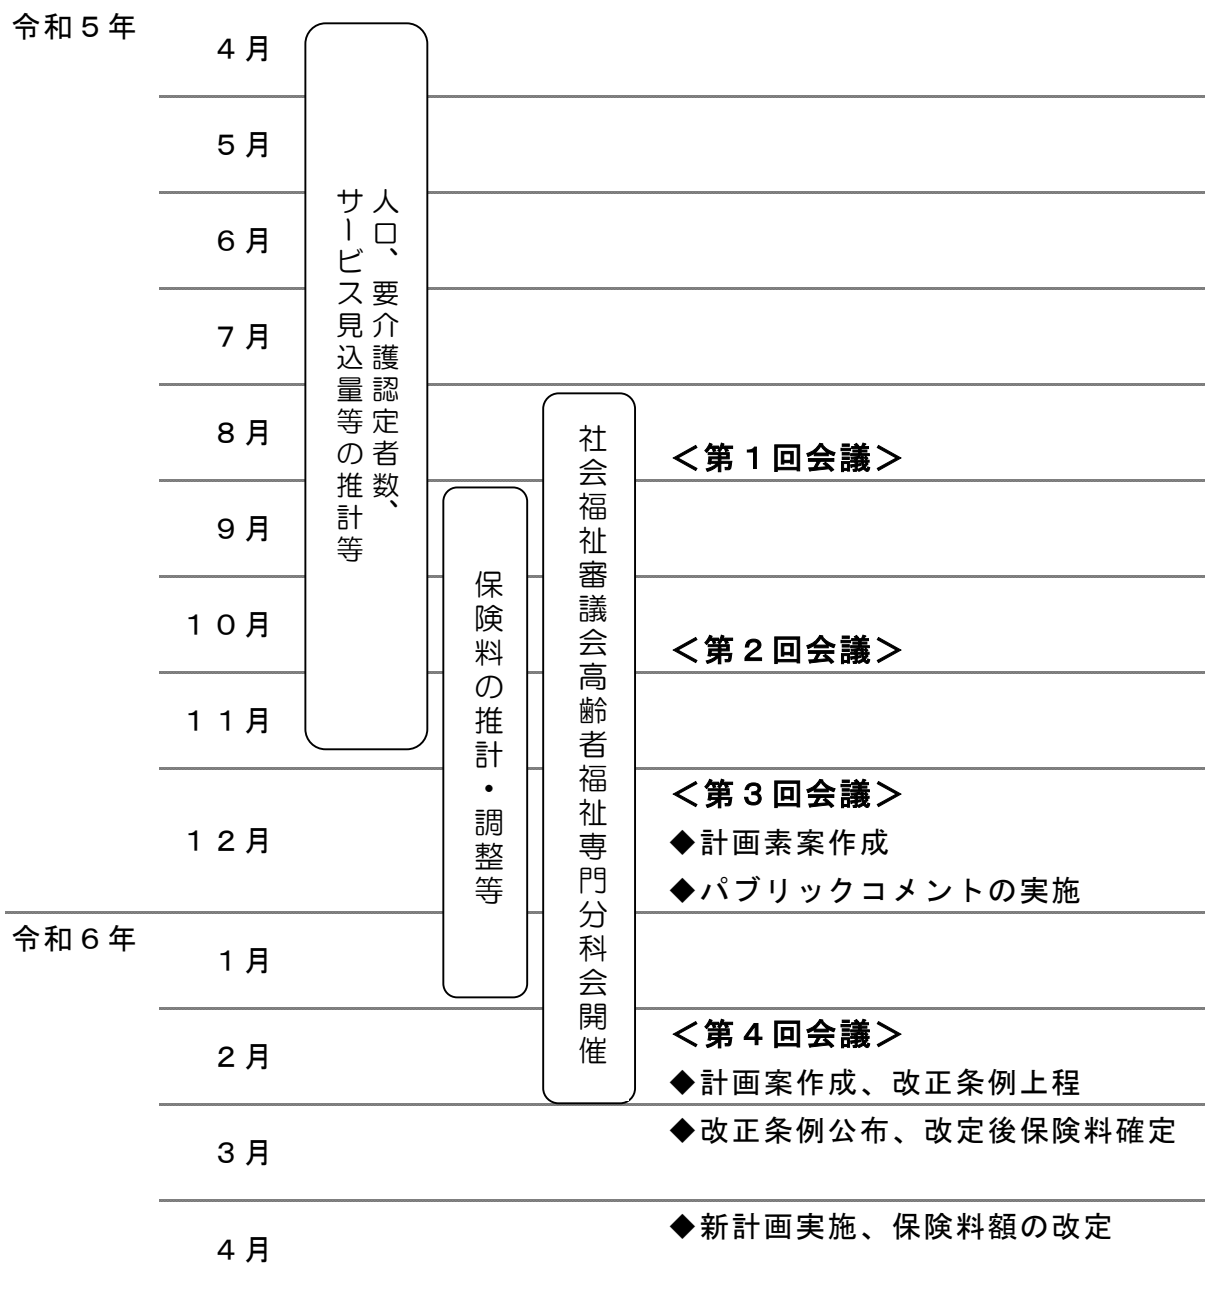 令和５年
４月
５月
６月
７月
８月
９月
１０月
１１月
１２月
令和６年
１月
２月
３月
４月
人口、要介護認定者数、
サービス見込量等の推計等
保険料の推計・調整等
社会福祉審議会高齢者福祉専門分科会開催
＜第１回会議＞
＜第２回会議＞
＜第３回会議＞
◆計画素案作成
◆パブリックコメントの実施
＜第４回会議＞
◆計画案作成、改正条例上程
◆改正条例公布、改定後保険料確定
◆新計画実施、保険料額の改定